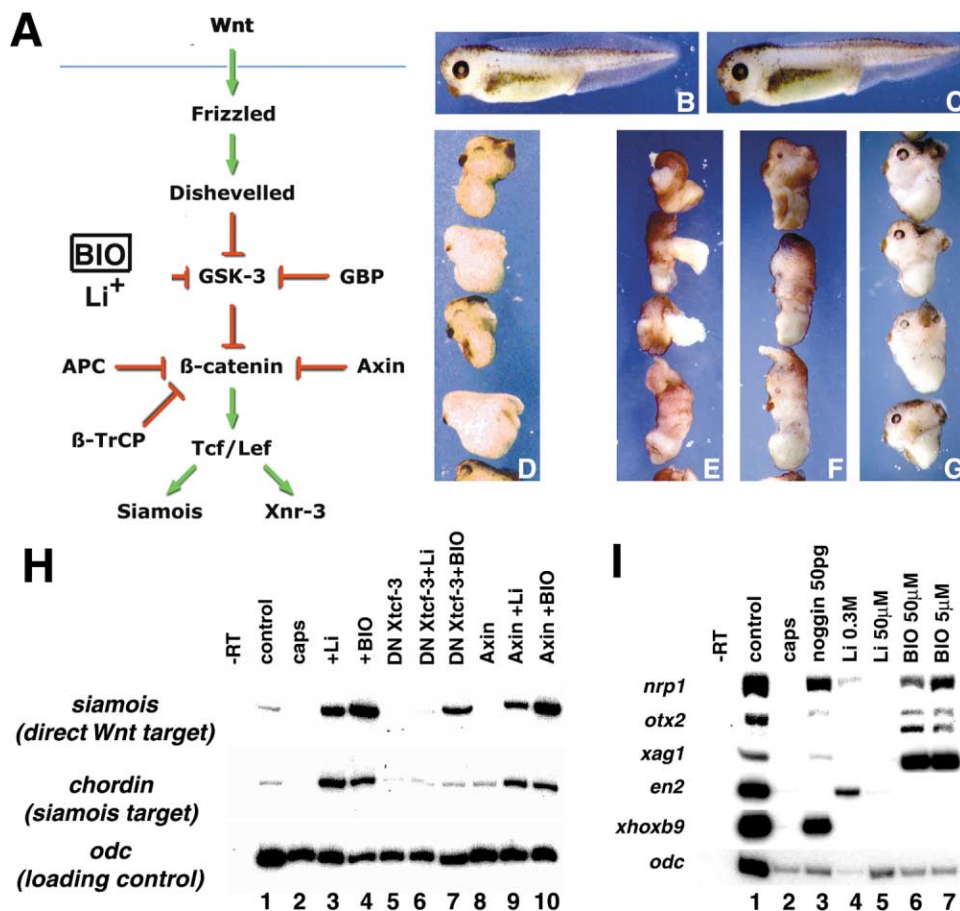 A
Wnt
Frizzled
Dishevelled
BIO
Li+
GSK-3
GBP
APC
ß-catenin
Axin
ß-TrCP
Tcf/Lef
Siamois
Xnr-3
B
C
D
E
F
G
H
-RT
control
caps
+Li
+BIO
DN Xtcf-3
DN Xtcf-3+Li
DN Xtcf-3+BIO
Axin
Axin +Li
Axin +BIO
siamois
(direct Wnt target)
chordin
(siamois target)
odc
(loading control)
1 2 3 4 5 6 7 8 9 10
I
-RT
control
caps
noggin 50pg
Li 0.3M
Li 50µM
BIO 50µM
BIO 5µM
nrp1
otx2
xag1
en2
xhoxb9
odc
1 2 3 4 5 6 7